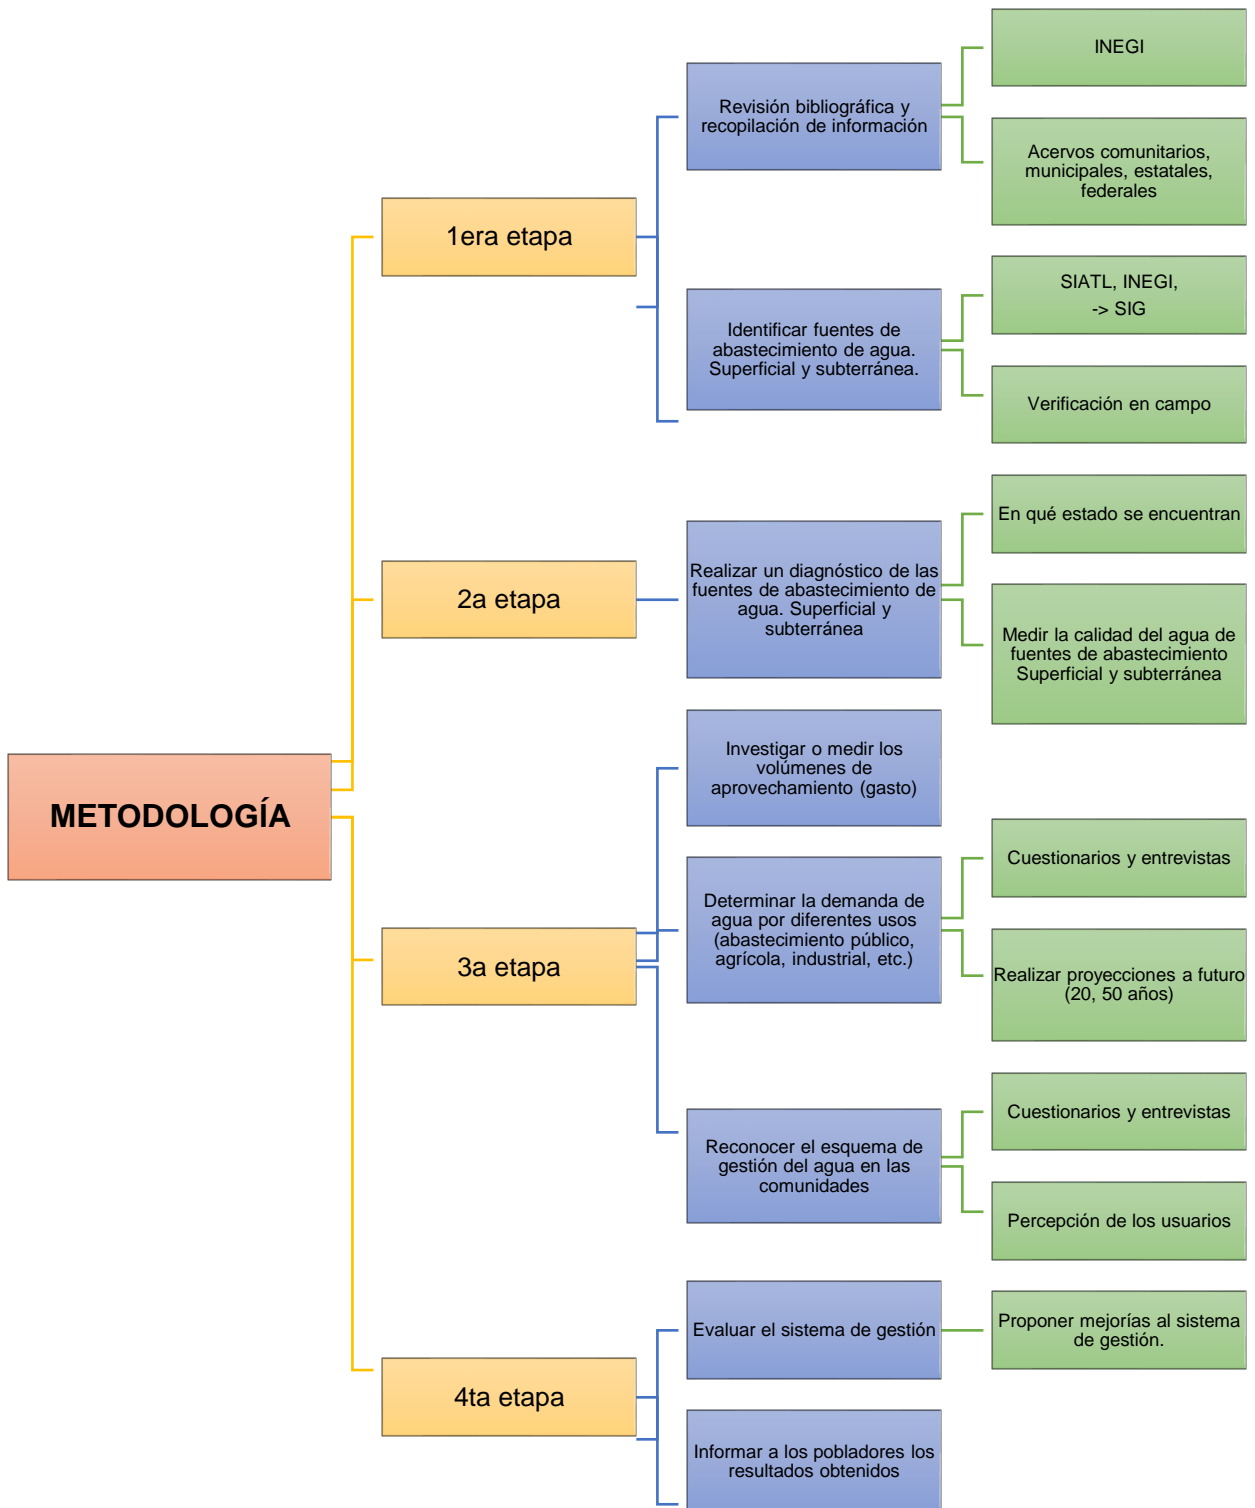 METODOLOGÍA
1era etapa
Revisión bibliográfica y
recopilación de información
INEGI
Acervos comunitarios,
municipales, estatales,
federales
Identificar fuentes de
abastecimiento de agua.
Superficial y subterránea.
SIATL, INEGI,
-> SIG
Verificación en campo
2a etapa
Realizar un diagnóstico de las
fuentes de abastecimiento de
agua. Superficial y
subterránea
En qué estado se encuentran
Medir la calidad del agua de
fuentes de abastecimiento
Superficial y subterránea
3a etapa
Investigar o medir los
volúmenes de
aprovechamiento (gasto)
Determinar la demanda de
agua por diferentes usos
(abastecimiento público,
agrícola, industrial, etc.)
Cuestionarios y entrevistas
Realizar proyecciones a futuro
(20, 50 años)
Reconocer el esquema de
gestión del agua en las
comunidades
Cuestionarios y entrevistas
Percepción de los usuarios
4ta etapa
Evaluar el sistema de gestión
Proponer mejorías al sistema
de gestión.
Informar a los pobladores los
resultados obtenidos